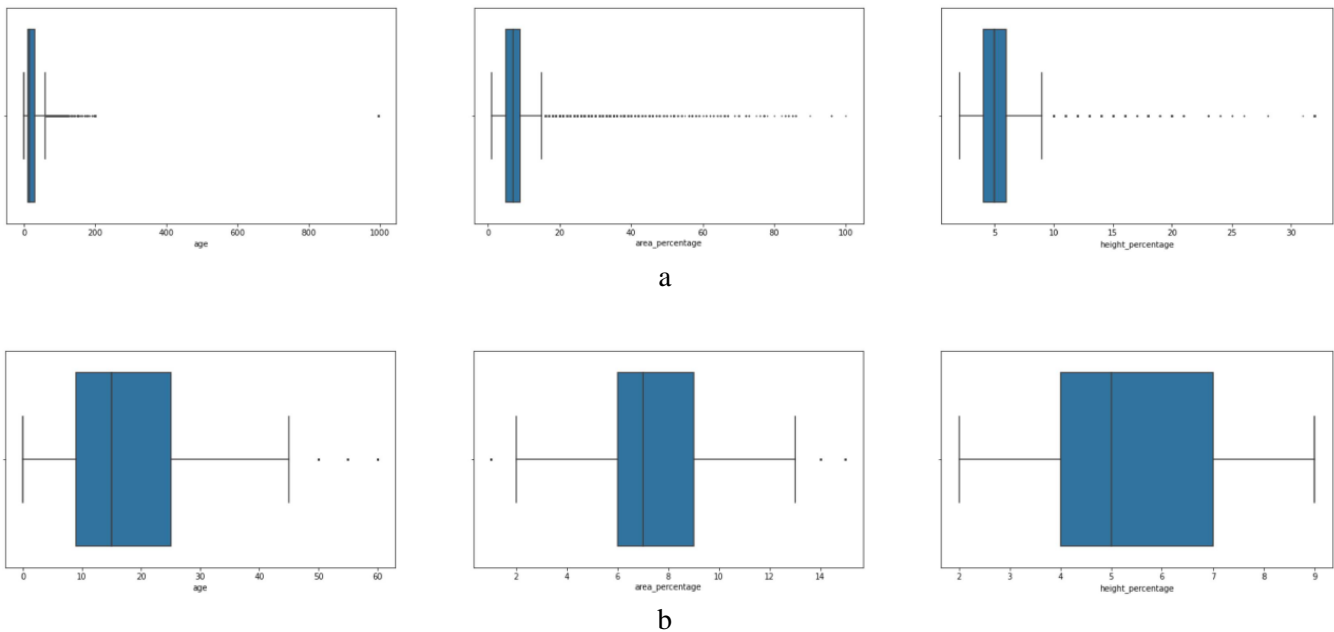 0 200 400 600 800 1000
age
0 20 40 60 80 100
area_percentage
5 10 15 20 25 30
height_percentage
a
0 10 20 30 40 50 60
age
2 4 6 8 10 12 14
area_percentage
2 3 4 5 6 7 8 9
height_percentage
b